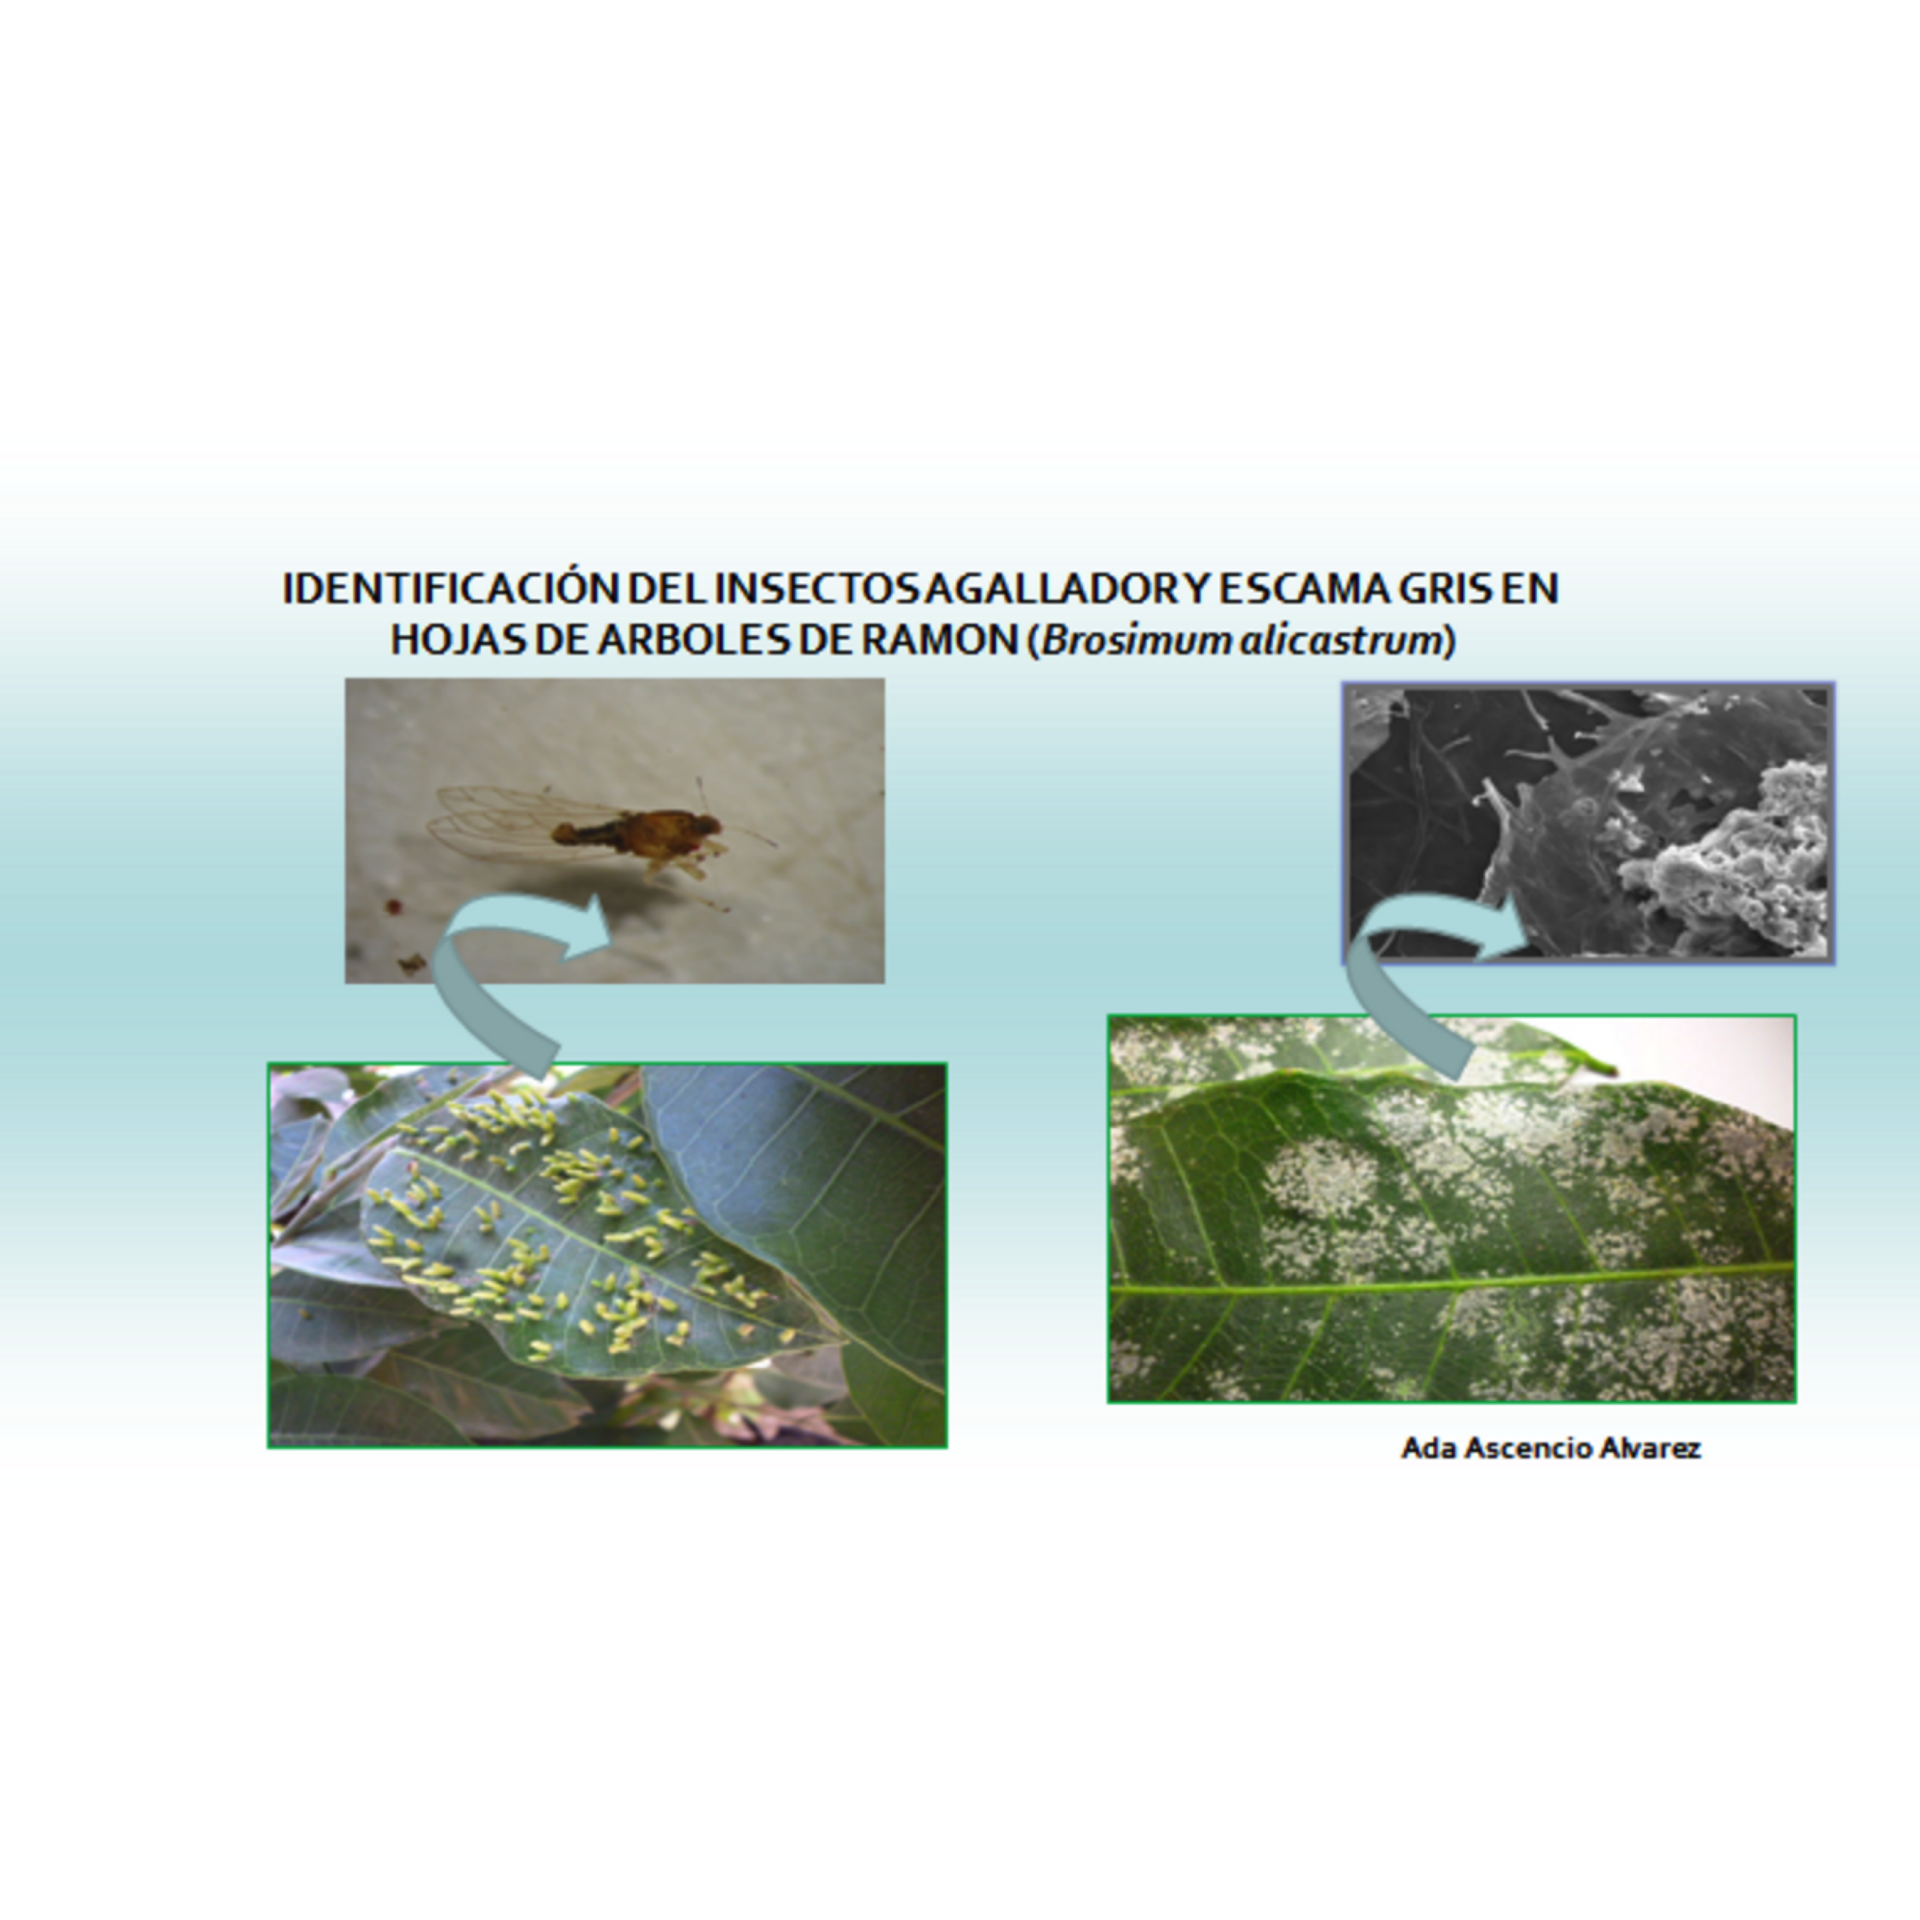 IDENTIFICACIÓN DEL INSECTOS AGALLADOR Y ESCAMA GRIS EN
HOJAS DE ARBOLES DE RAMON (Brosimum alicastrum)
Ada Ascencio Alvarez